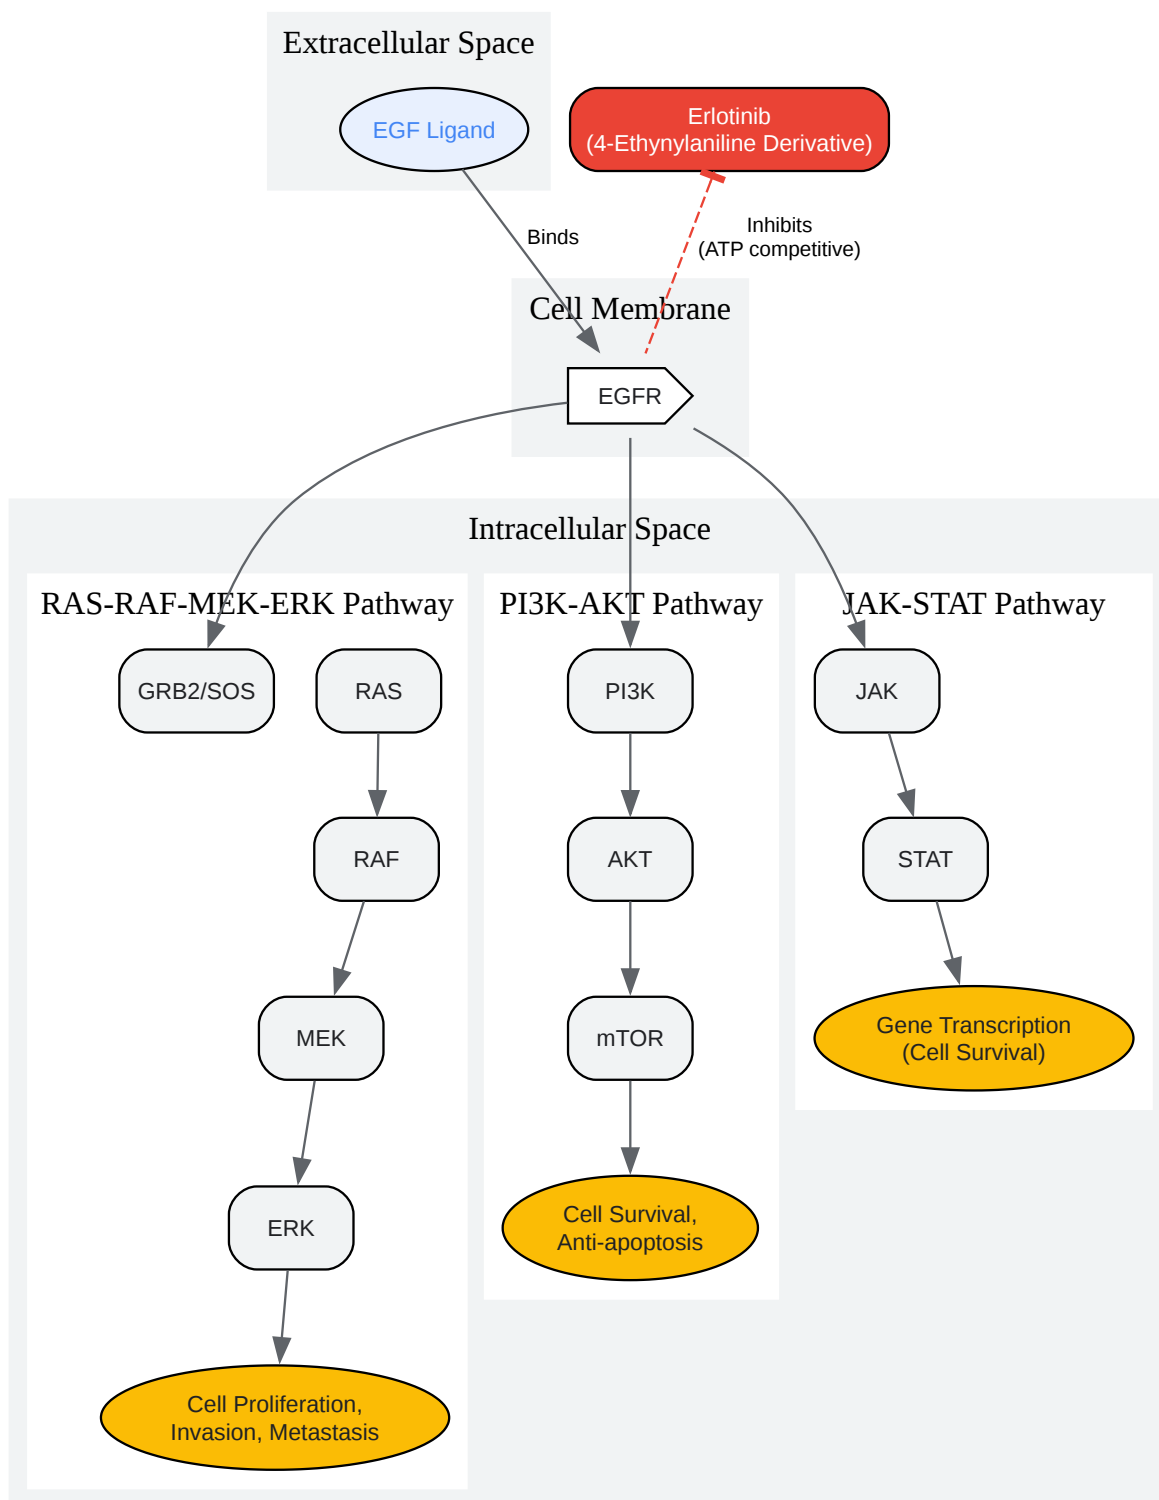 Extracellular Space
EGF Ligand
Erlotinib
(4-Ethynylaniline Derivative)
Binds
Inhibits
(ATP competitive)
Cell Membrane
EGFR
Intracellular Space
RAS-RAF-MEK-ERK Pathway
GRB2/SOS
RAS
RAF
MEK
ERK
Cell Proliferation,
Invasion, Metastasis
PI3K-AKT Pathway
PI3K
AKT
mTOR
Cell Survival,
Anti-apoptosis
JAK-STAT Pathway
JAK
STAT
Gene Transcription
(Cell Survival)